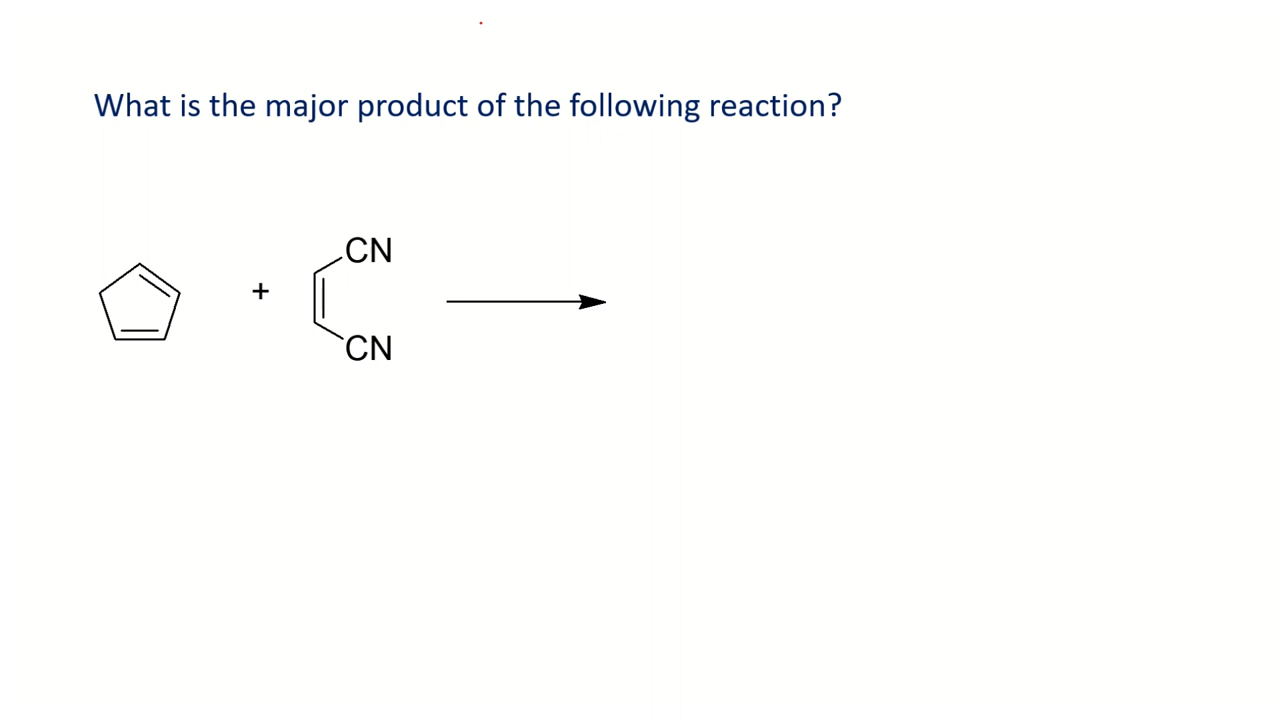 What is the major product of the following reaction?
CN
+
CN